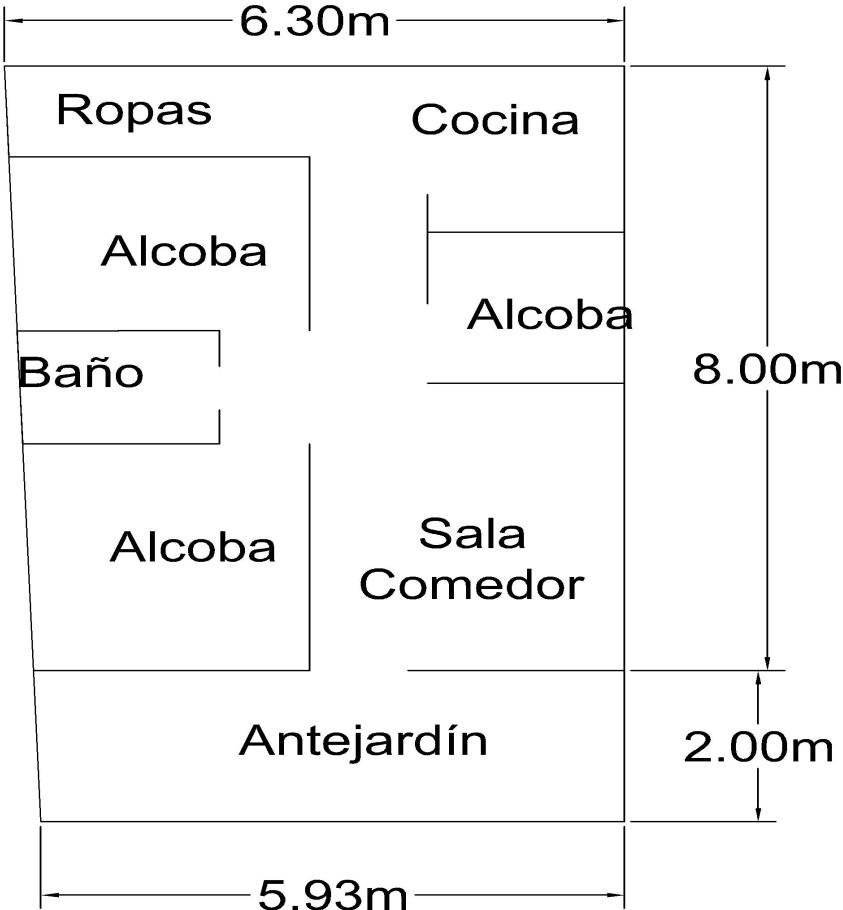 6.30m
Ropas
Cocina
Alcoba
Alcoba
Baño
8.00m
Alcoba
Sala
Comedor
Antejardín
2.00m
5.93m